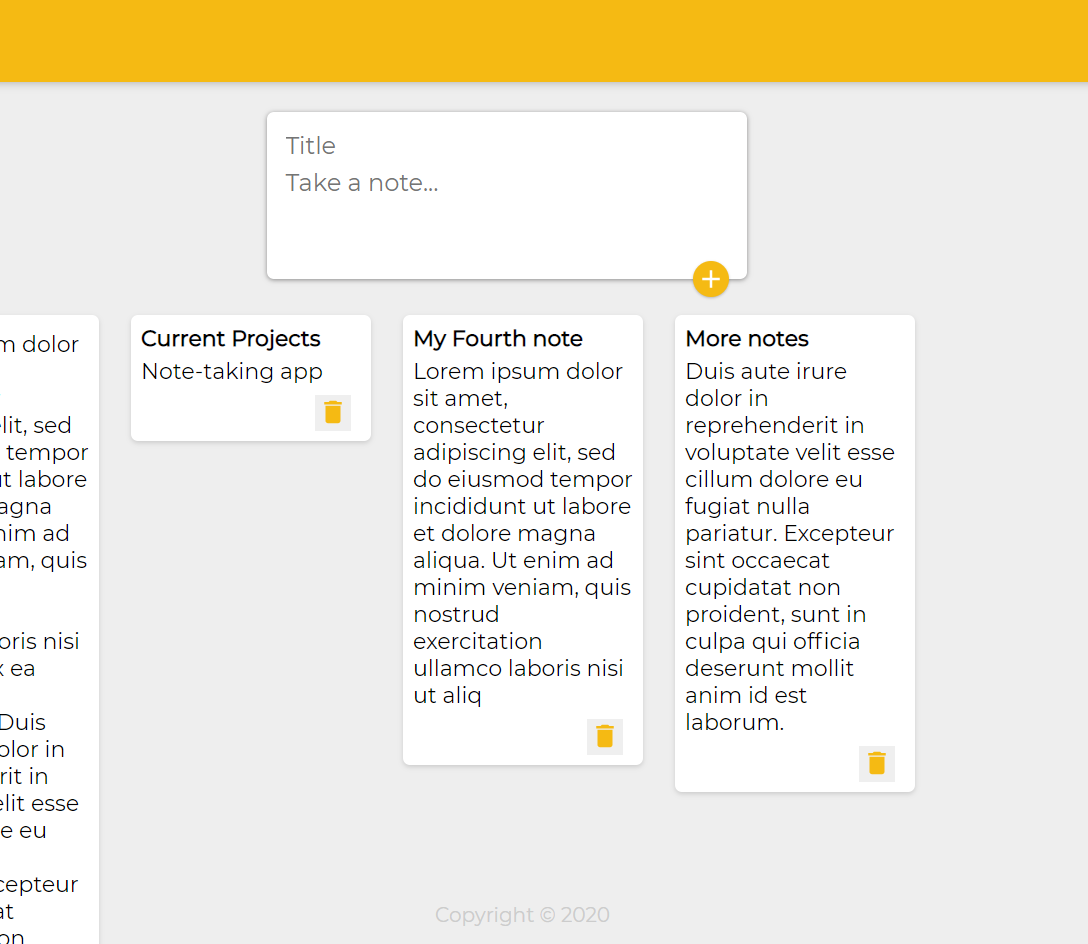 Title
Take a note...
m dolor
elit, sed
tempor
ut labore
agna
nim ad
am, quis
oris nisi
x ea
Duis
olor in
rit in
elit esse
e eu
cepteur
at
on
Current Projects
Note-taking app
My Fourth note
Lorem ipsum dolor
sit amet,
consectetur
adipiscing elit, sed
do eiusmod tempor
incididunt ut labore
et dolore magna
aliqua. Ut enim ad
minim veniam, quis
nostrud
exercitation
ullamco laboris nisi
ut aliq
More notes
Duis aute irure
dolor in
reprehenderit in
voluptate velit esse
cillum dolore eu
fugiat nulla
pariatur. Excepteur
sint occaecat
cupidatat non
proident, sunt in
culpa qui officia
deserunt mollit
anim id est
laborum.
Copyright © 2020